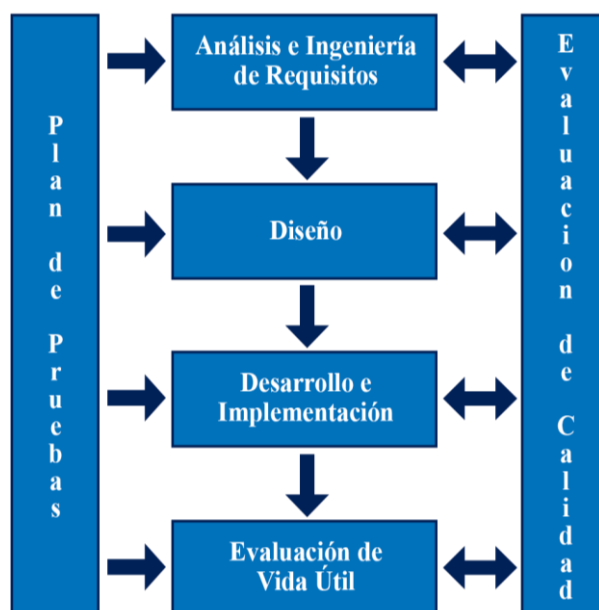 Plan de Pruebas
Análisis e Ingeniería
de Requisitos
Diseño
Desarrollo e
Implementación
Evaluación de
Vida Útil
Evaluacion de Calidad